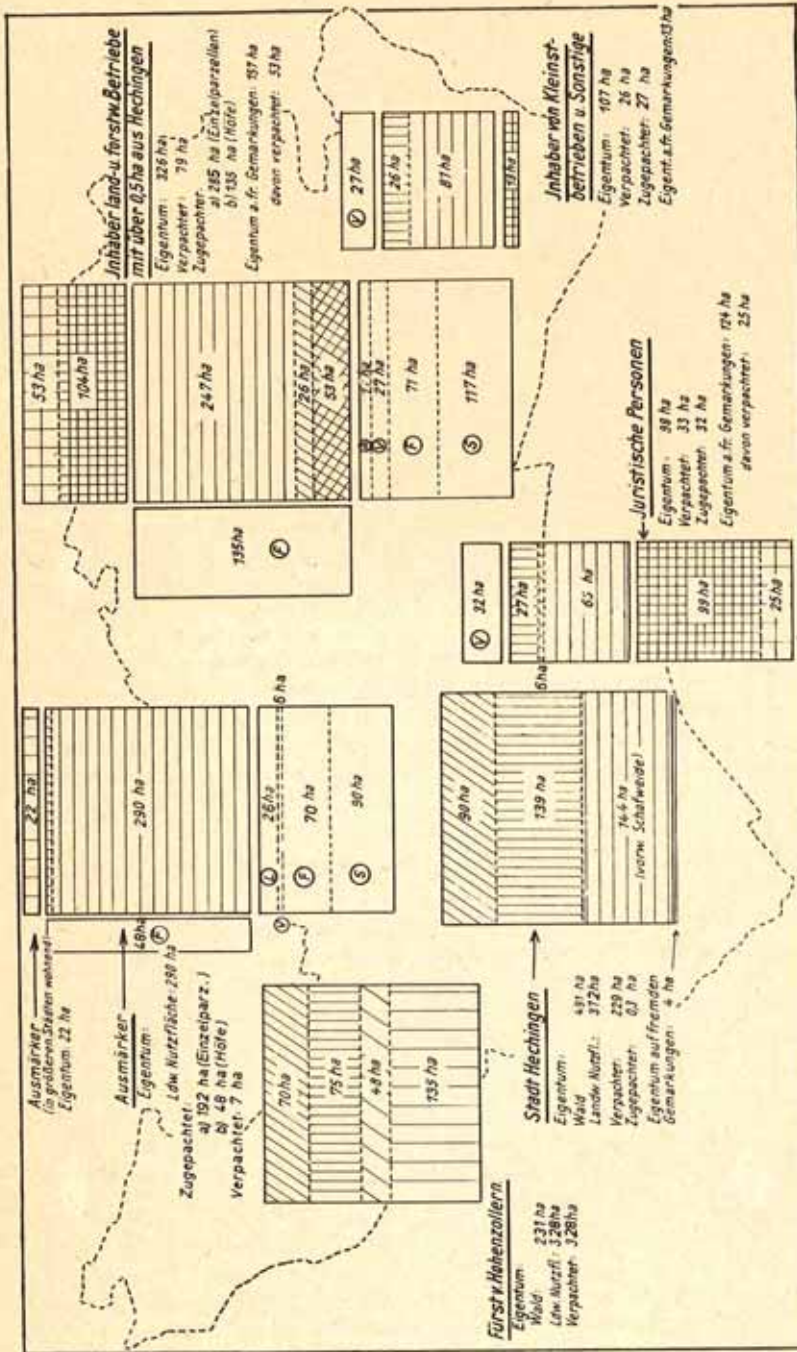 Ausmärker
(in größeren Städten wohnend)
Eigentum: 22 ha
Ausmärker
Eigentum:
Ldw. Nutzfläche: 290 ha
Zugepachtet:
a) 192 ha (Einzelparz.)
b) 48 ha (Höfe)
Verpachtet: 7 ha
22 ha
290 ha
48 ha
P
6 ha
26 ha
70 ha
90 ha
L
F
S
V
Jnhaber land-u. forstw. Betriebe
mit über 0,5 ha aus Hechingen
Eigentum: 326 ha
Verpachtet: 79 ha
Zugepachtet:
a) 285 ha (Einzelparzellen)
b) 135 ha (Höfe)
Eigentum a. fr. Gemarkungen: 157 ha
davon verpachtet: 53 ha
53 ha
104 ha
247 ha
26 ha
53 ha
135 ha
F
27 ha
71 ha
117 ha
F
S
V
27 ha
26 ha
81 ha
13 ha
Jnhaber von Kleinst-
betrieben u. Sonstige
Eigentum: 107 ha
Verpachtet: 26 ha
Zugepachtet: 27 ha
Eigent. a. fr. Gemarkungen: 13 ha
Fürst v. Hohenzollern
Eigentum:
Wald: 231 ha
Ldw. Nutzfl.: 328 ha
Verpachtet: 328 ha
70 ha
75 ha
48 ha
135 ha
Stadt Hechingen
Eigentum:
Wald ha
Landw. Nutzfl.: 372 ha
Verpachtet: 229 ha
Zugepachtet: 0,3 ha
Eigentum auf fremden
Gemarkungen: 4 ha
90 ha
139 ha
144 ha
(vorw. Schafweide)
V
32 ha
27 ha
6 ha
65 ha
99 ha
25 ha
Juristische Personen
Eigentum: 98 ha
Verpachtet: 33 ha
Zugepachtet: 32 ha
Eigentum a. fr. Gemarkungen: 124 ha
davon verpachtet: 25 ha